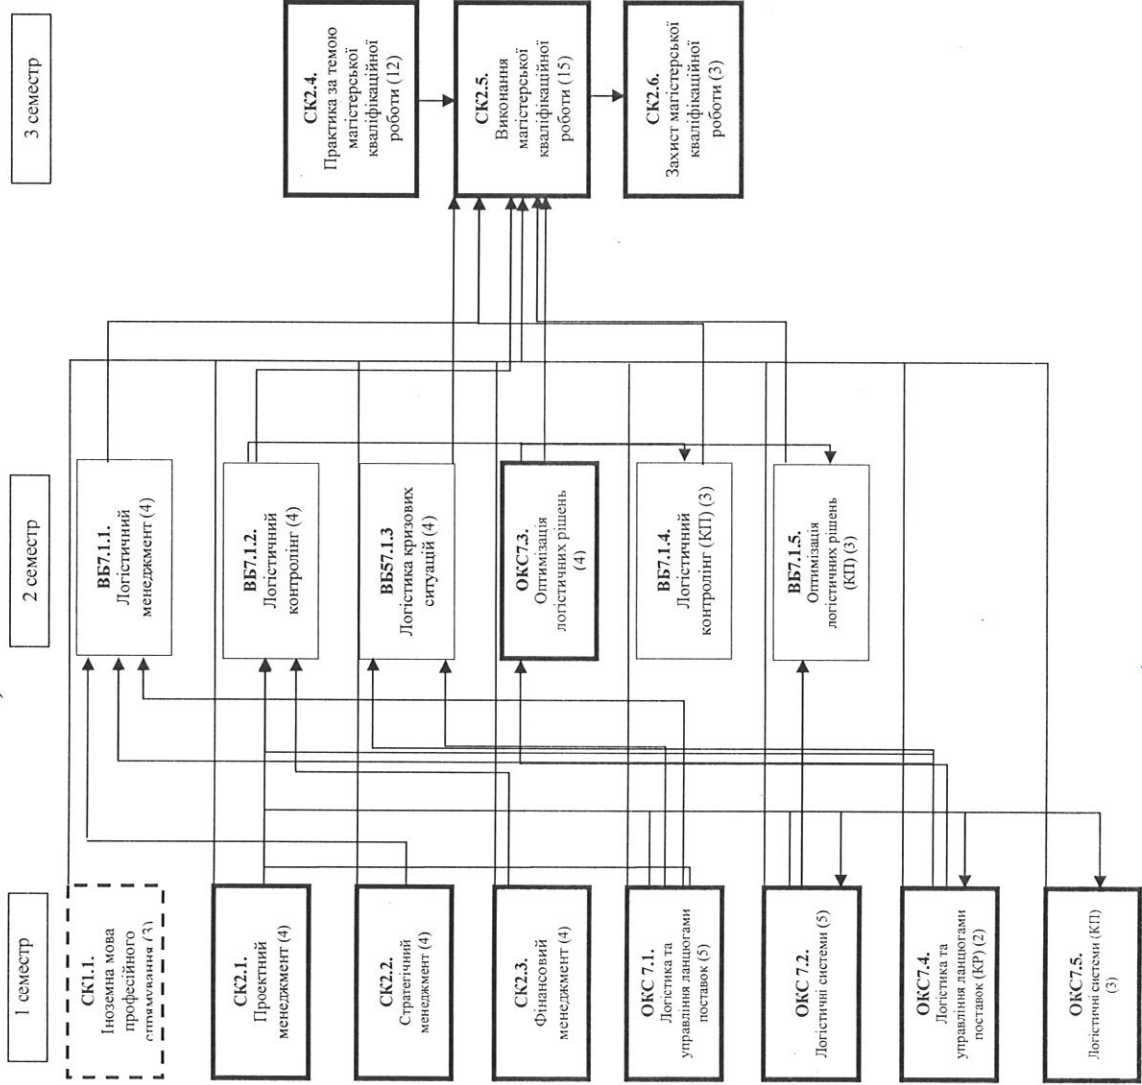 1 семестр
СК1.1.
Іноземна мова
професійного
спрямування (3)
СК2.1.
Проектний
менеджмент (4)
СК2.2.
Стратегічний
менеджмент (4)
СК2.3.
Фінансовий
менеджмент (4)
ОКС 7.1.
Логістика та
управління ланцюгами
поставок (5)
ОКС 7.2.
Логістичні системи (5)
ОКС7.4.
Логістика та
управління ланцюгами
поставок (КР) (2)
ОКС7.5.
Логістичні системи (КП)
(3)
2 семестр
ВБ7.1.1.
Логістичний
менеджмент (4)
ВБ7.1.2.
Логістичний
контролінг (4)
ВБ57.1.3
Логістика кризових
ситуацій (4)
ОКС7.3.
Оптимізація
логістичних рішень
(4)
ВБ7.1.4.
Логістичний
контролінг (КП) (3)
ВБ7.1.5.
Оптимізація
логістичних рішень
(КП) (3)
3 семестр
СК2.4.
Практика за темою
магістерської
кваліфікаційної
роботи (12)
СК2.5.
Виконання
магістерської
кваліфікаційної
роботи (15)
СК2.6.
Захист магістерської
кваліфікаційної
роботи (3)